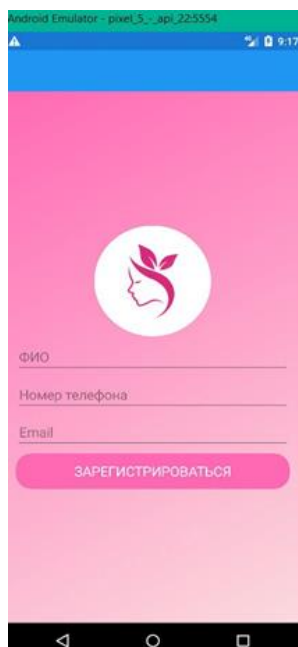 Android Emulator - pixel_5_-_api_22:5554
9:17
ФИО
Номер телефона
Email
ЗАРЕГИСТРИРОВАТЬСЯ